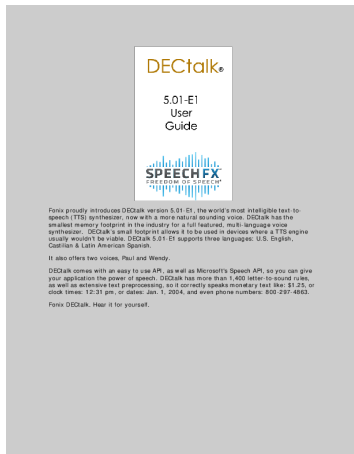 DECtalk®
5.01-E1
User
Guide
SPEECHFX™
FREEDOM OF SPEECH®
Fonix proudly introduces DECtalk version 5.01-E1, the world's most intelligible text-to-
speech (TTS) synthesizer, now with a more natural sounding voice. DECtalk has the
smallest memory footprint in the industry for a full featured, multi-language voice
synthesizer. DECtalk's small footprint allows it to be used in devices where a TTS engine
usually wouldn't be viable. DECtalk 5.01-E1 supports three languages: U.S. English,
Castilian & Latin American Spanish.
It also offers two voices, Paul and Wendy.
DECtalk comes with an easy to use API, as well as Microsoft's Speech API, so you can give
your application the power of speech. DECtalk has more than 1,400 letter-to-sound rules,
as well as extensive text preprocessing, so it correctly speaks monetary text like: $1.25, or
clock times: 12:31 pm, or dates: Jan. 1, 2004, and even phone numbers: 800-297-4863.
Fonix DECtalk. Hear it for yourself.